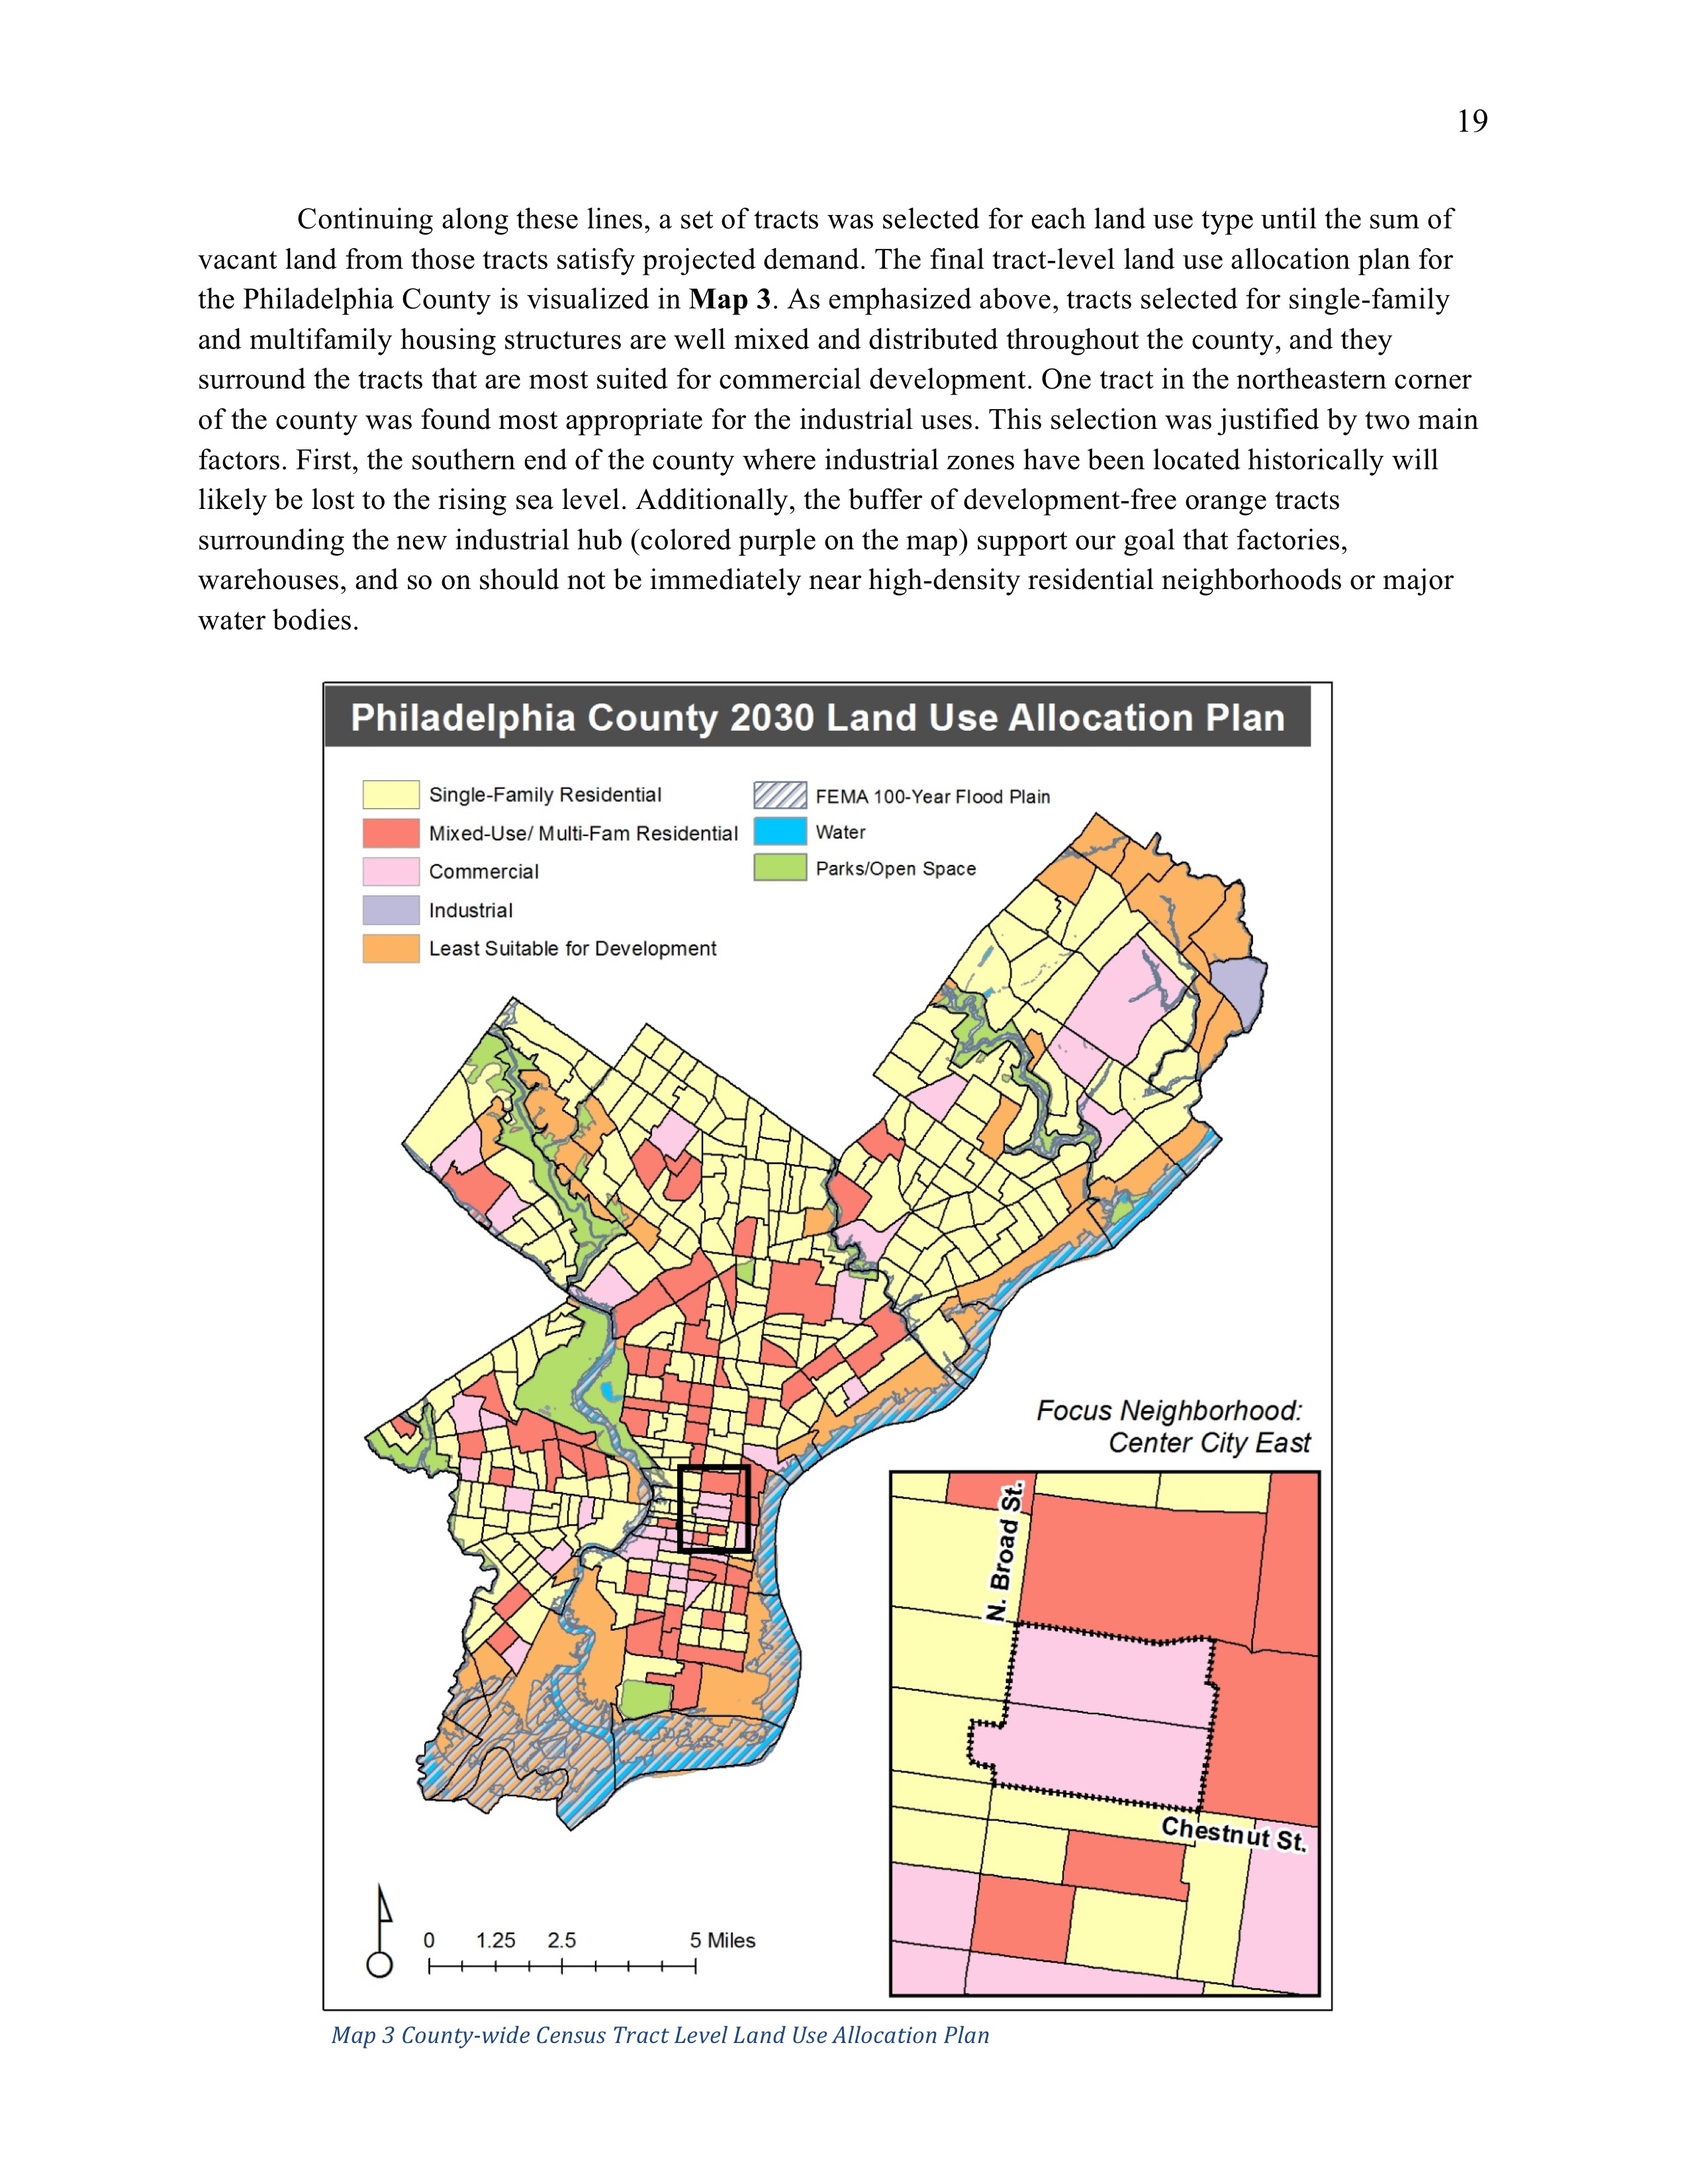 19
Continuing along these lines, a set of tracts was selected for each land use type until the sum of
vacant land from those tracts satisfy projected demand. The final tract-level land use allocation plan for
the Philadelphia County is visualized in Map 3. As emphasized above, tracts selected for single-family
and multifamily housing structures are well mixed and distributed throughout the county, and they
surround the tracts that are most suited for commercial development. One tract in the northeastern corner
of the county was found most appropriate for the industrial uses. This selection was justified by two main
factors. First, the southern end of the county where industrial zones have been located historically will
likely be lost to the rising sea level. Additionally, the buffer of development-free orange tracts
surrounding the new industrial hub (colored purple on the map) support our goal that factories,
warehouses, and so on should not be immediately near high-density residential neighborhoods or major
water bodies.
Philadelphia County 2030 Land Use Allocation Plan
Single-Family Residential
Mixed-Use/ Multi-Fam Residential
Commercial
Industrial
Least Suitable for Development
FEMA 100-Year Flood Plain
Water
Parks/Open Space
Focus Neighborhood:
Center City East
N. Broad St.
Chestnut St.
0 1.25 2.5 5 Miles
Map 3 County-wide Census Tract Level Land Use Allocation Plan